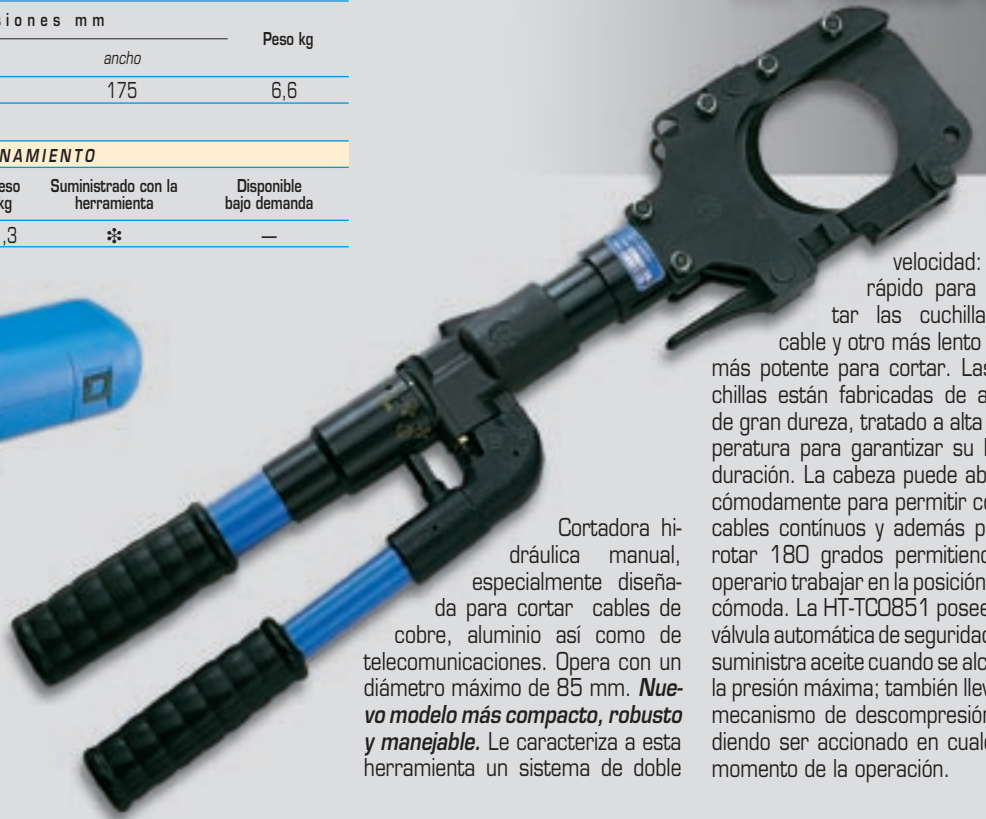 siones mm
Peso kg
ancho
175 6,6
NAMIENTO
eso Suministrado con la Disponible
kg herramienta bajo demanda
,3 ✻ —
Cortadora hi-
dráulica manual,
especialmente diseña-
da para cortar cables de
cobre, aluminio así como de
telecomunicaciones. Opera con un
diámetro máximo de 85 mm. Nue-
vo modelo más compacto, robusto
y manejable. Le caracteriza a esta
herramienta un sistema de doble
velocidad:
rápido para
tar las cuchilla
cable y otro más lento
más potente para cortar. Las
chillas están fabricadas de a
de gran dureza, tratado a alta
peratura para garantizar su l
duración. La cabeza puede ab
cómodamente para permitir co
cables contínuos y además p
rotar 180 grados permitiend
operario trabajar en la posición
cómoda. La HT-TC0851 posee
válvula automática de seguridad
suministra aceite cuando se alc
la presión máxima; también llev
mecanismo de descompresión
diendo ser accionado en cual
momento de la operación.